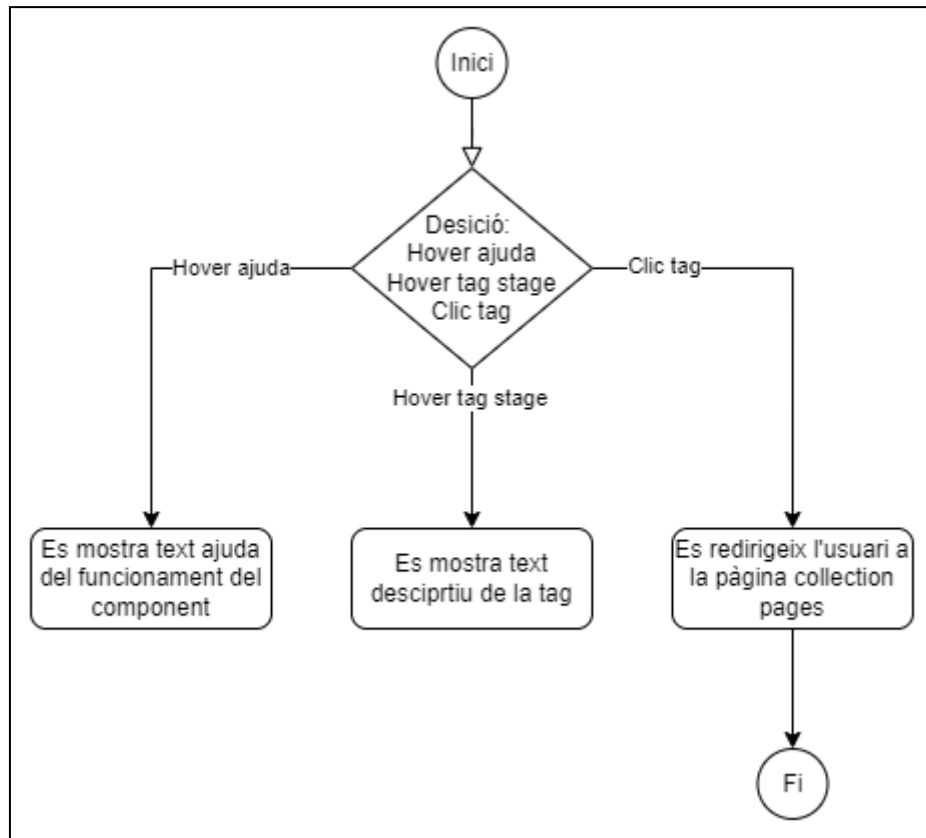 Inici
Desició:
Hover ajuda
Hover tag stage
Clic tag
Hover ajuda
Clic tag
Hover tag stage
Es mostra text ajuda
del funcionament del
component
Es mostra text
desciprtiu de la tag
Es redirigeix l'usuari a
la pàgina collection
pages
Fi